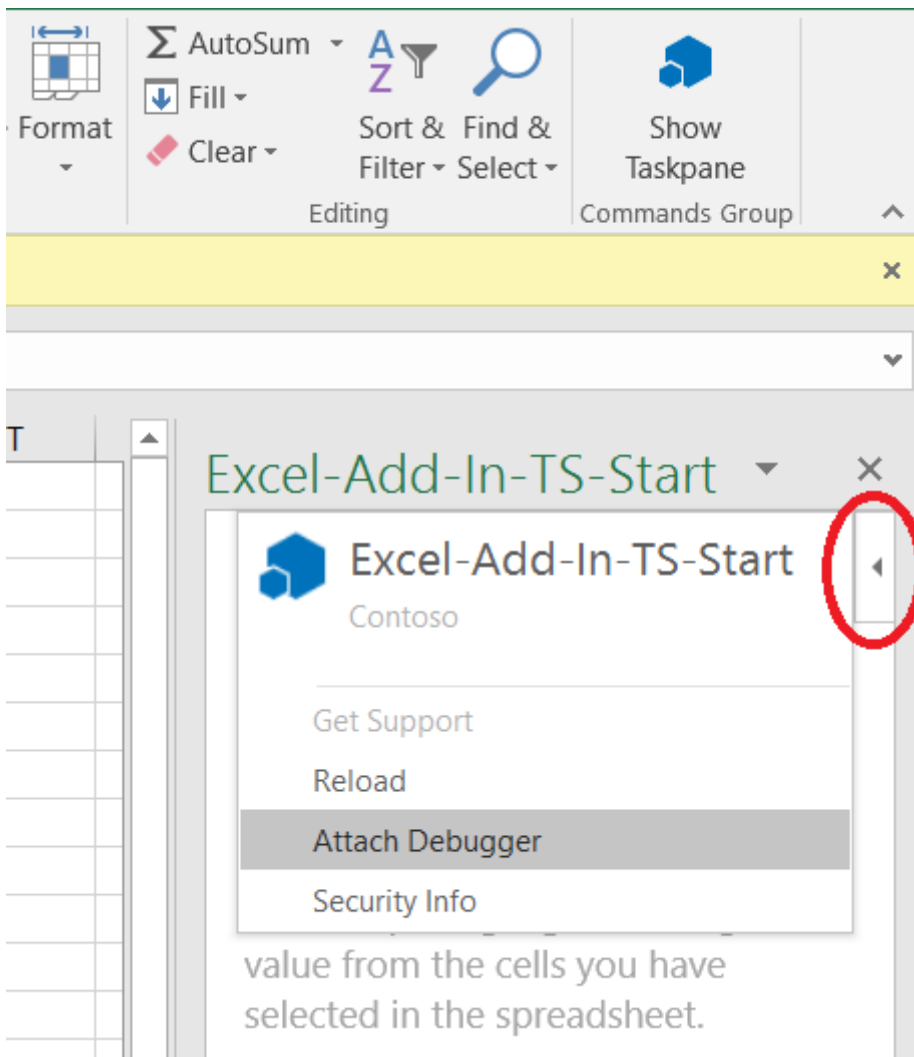 AutoSum
Fill
Clear
Format
Sort &
Filter
Find &
Select
Editing
Show
Taskpane
Commands Group
T
Excel-Add-In-TS-Start
Excel-Add-In-TS-Start
Contoso
Get Support
Reload
Attach Debugger
Security Info
value from the cells you have
selected in the spreadsheet.